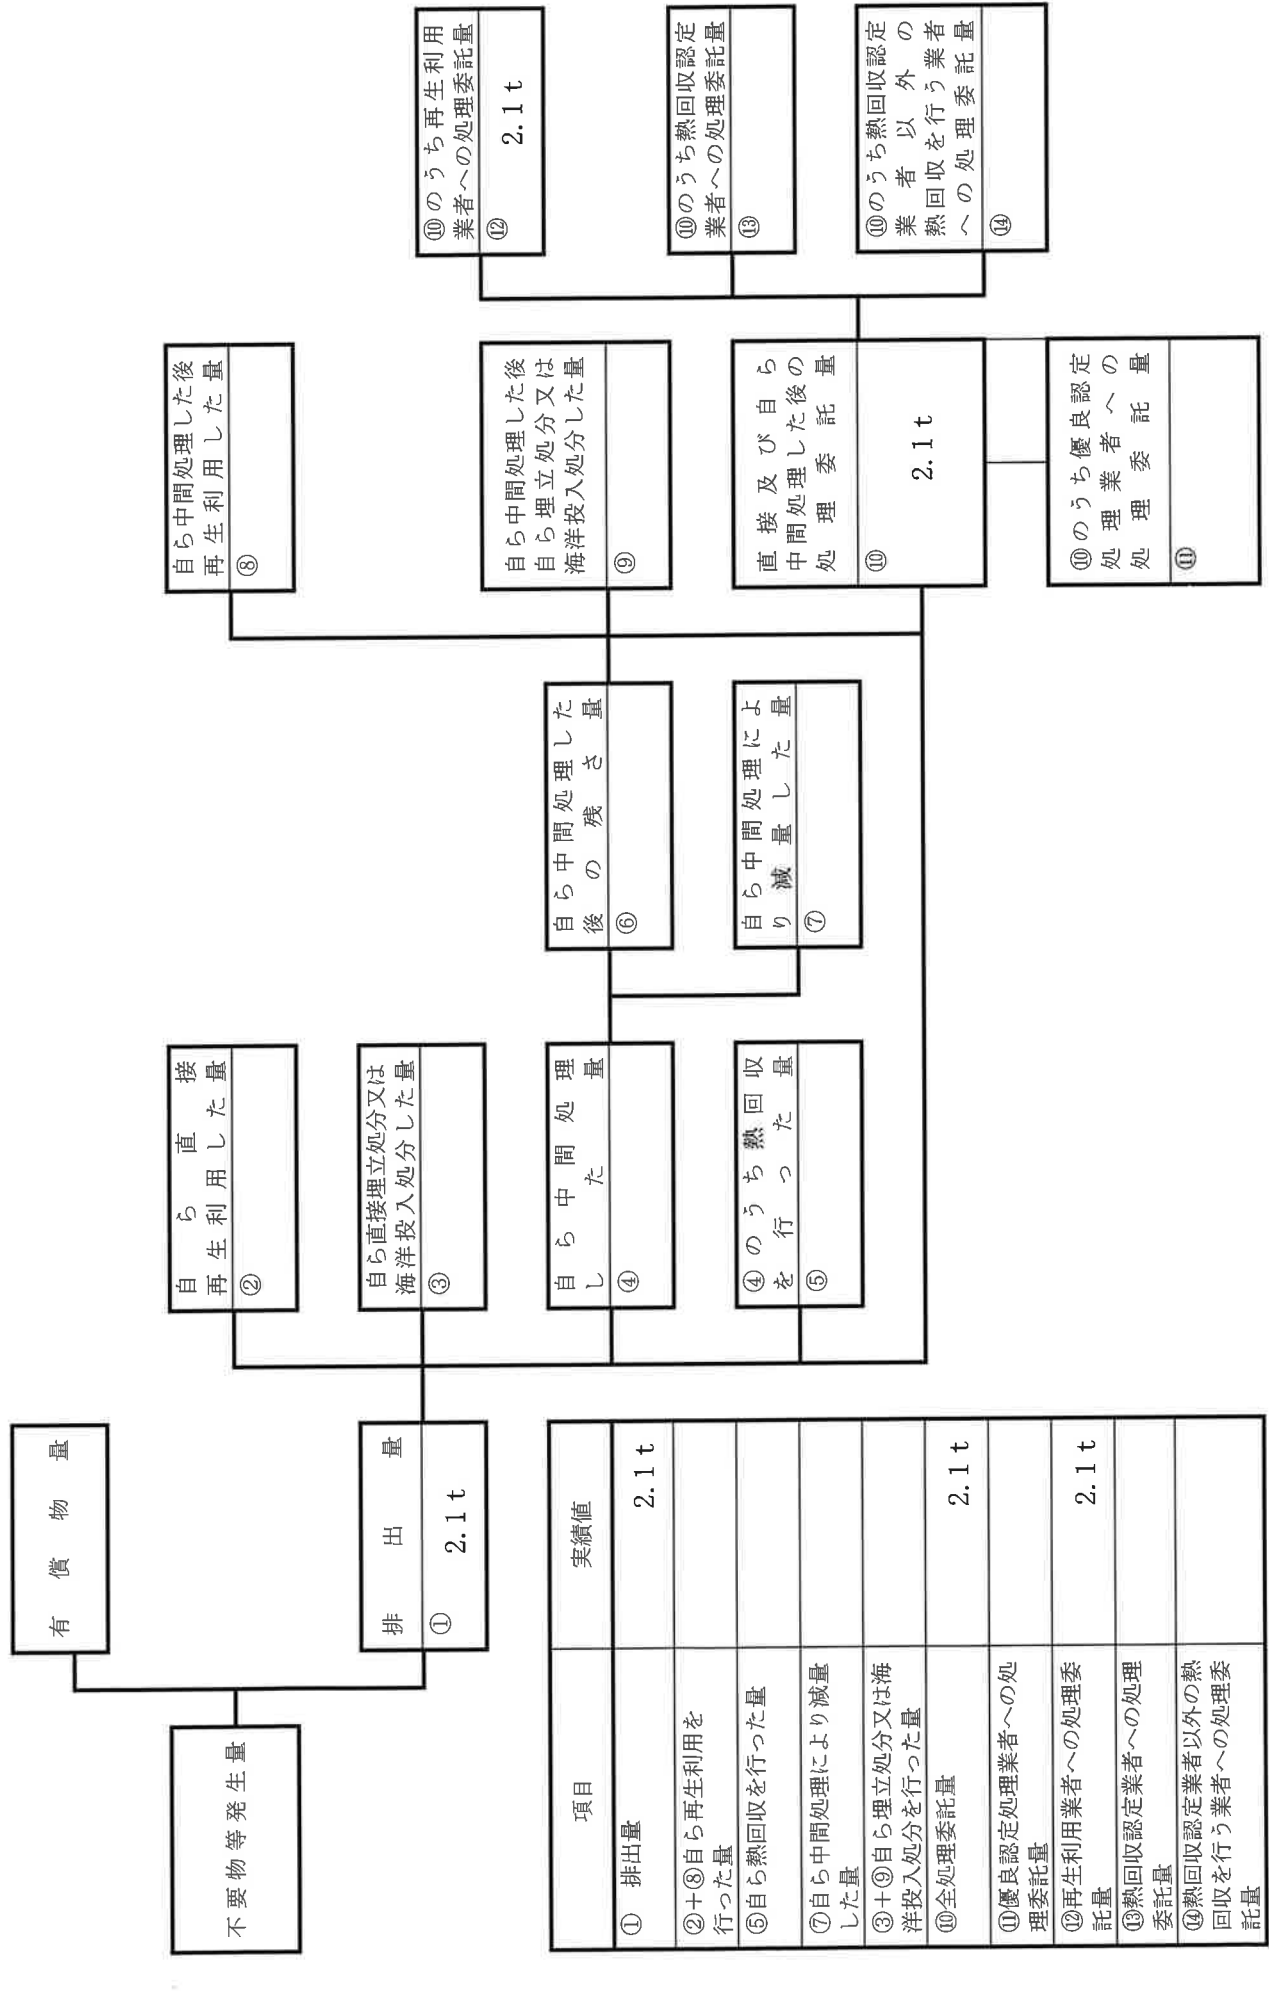 不要物等発生量
有償物量
排出量
①
2.1t
自ら直接
再生利用した量
②
自ら直接埋立処分又は
海洋投入処分した量
③
自ら中間処理
した量
④
④のうち熱回収
を行った量
⑤
自ら中間処理した
後の残さ量
⑥
自ら中間処理によ
り減量した量
⑦
自ら中間処理した後
再生利用した量
⑧
自ら中間処理した後
自ら埋立処分又は
海洋投入処分した量
⑨
直接及び自ら
中間処理した後の
処理委託量
⑩
2.1t
⑩のうち優良認定
処理業者への
処理委託量
⑪
⑩のうち再生利用
業者への処理委託量
⑫
2.1t
⑩のうち熱回収認定
業者への処理委託量
⑬
⑩のうち熱回収認定
業者以外の
熱回収を行う業者
への処理委託量
⑭
項目 実績値
① 排出量 2.1t
②+⑧自ら再生利用を
行った量
⑤自ら熱回収を行った量
⑦自ら中間処理により減量
した量
③+⑨自ら埋立処分又は海
洋投入処分を行った量
⑩全処理委託量 2.1t
⑪優良認定処理業者への処
理委託量
⑫再生利用業者への処理委 2.1t
託量
⑬熱回収認定業者への処理
委託量
⑭熱回収認定業者以外の熱
回収を行う業者への処理委
託量